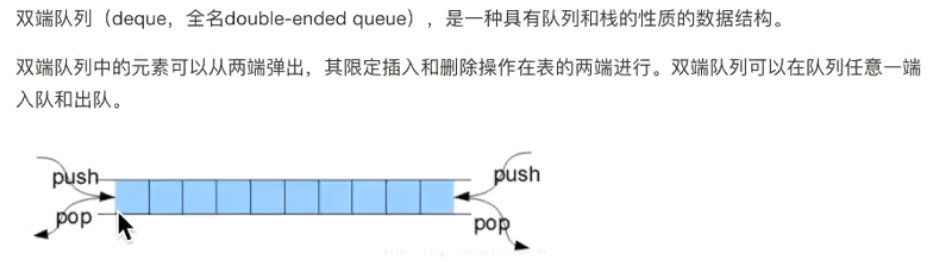 双端队列（deque，全名double-ended queue），是一种具有队列和栈的性质的数据结构。
双端队列中的元素可以从两端弹出，其限定插入和删除操作在表的两端进行。双端队列可以在队列任意一端
入队和出队。
push push
pop pop